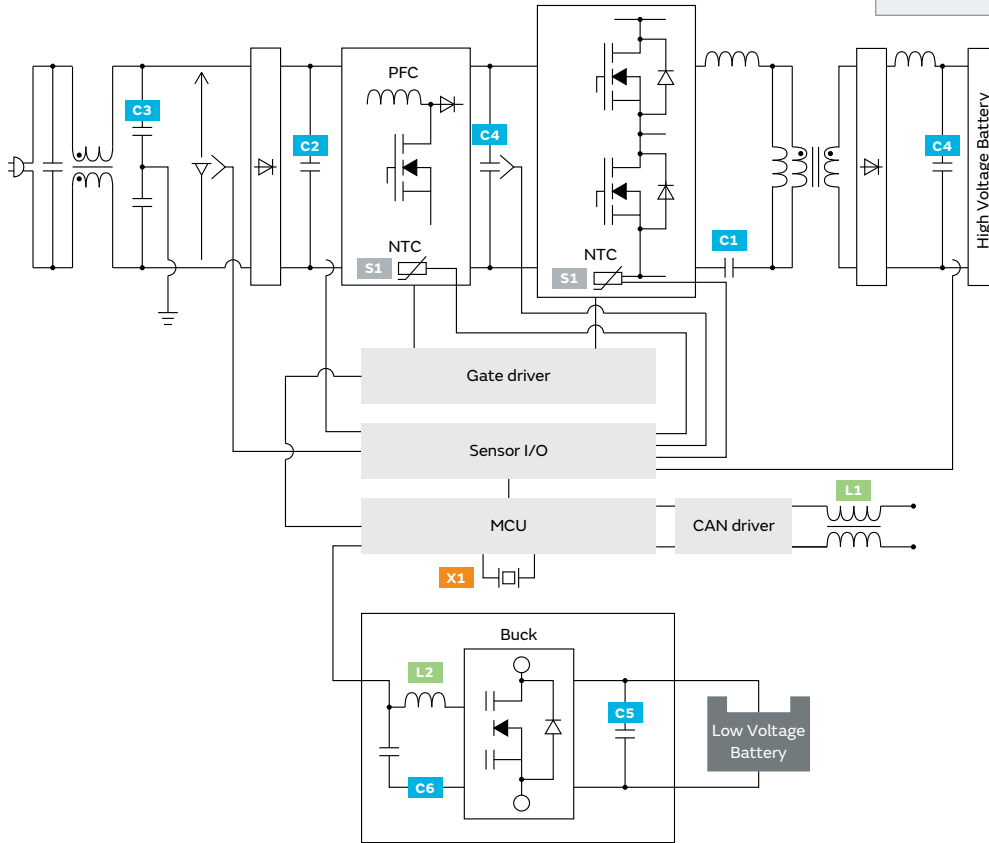 PFC
C3
C2
C4
C4
High Voltage Battery
C1
NTC
S1
NTC
S1
Gate driver
Sensor I/O
MCU
CAN driver
L1
X1
Buck
L2
C5
C6
Low Voltage
Battery